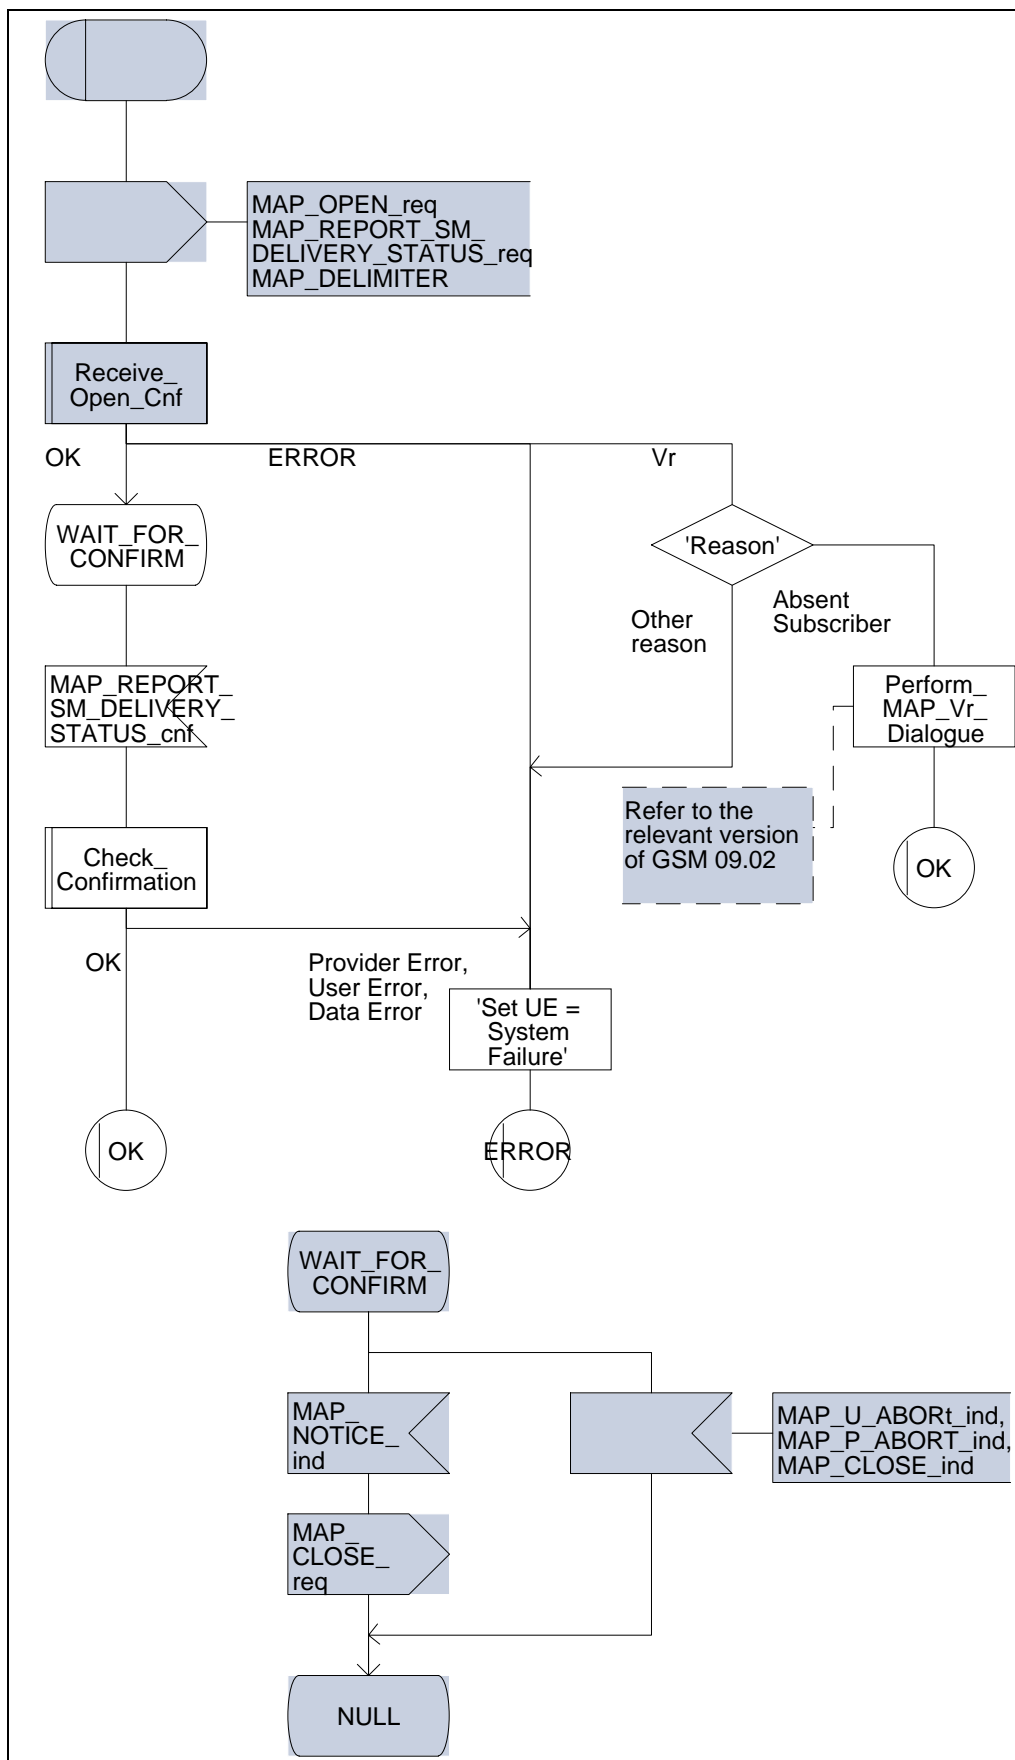 MAP_OPEN_req
MAP_REPORT_SM_
DELIVERY_STATUS_req
MAP_DELIMITER
Receive_
Open_Cnf
OK
ERROR
Vr
WAIT_FOR_
CONFIRM
'Reason'
Other
reason
Absent
Subscriber
MAP_REPORT_
SM_DELIVERY_
STATUS_cnf
Perform_
MAP_Vr_
Dialogue
Refer to the
relevant version
of GSM 09.02
OK
Check_
Confirmation
OK
Provider Error,
User Error,
Data Error
'Set UE =
System
Failure'
OK
ERROR
WAIT_FOR_
CONFIRM
MAP_
NOTICE_
ind
MAP_U_ABORt_ind,
MAP_P_ABORT_ind,
MAP_CLOSE_ind
MAP_
CLOSE_
req
NULL